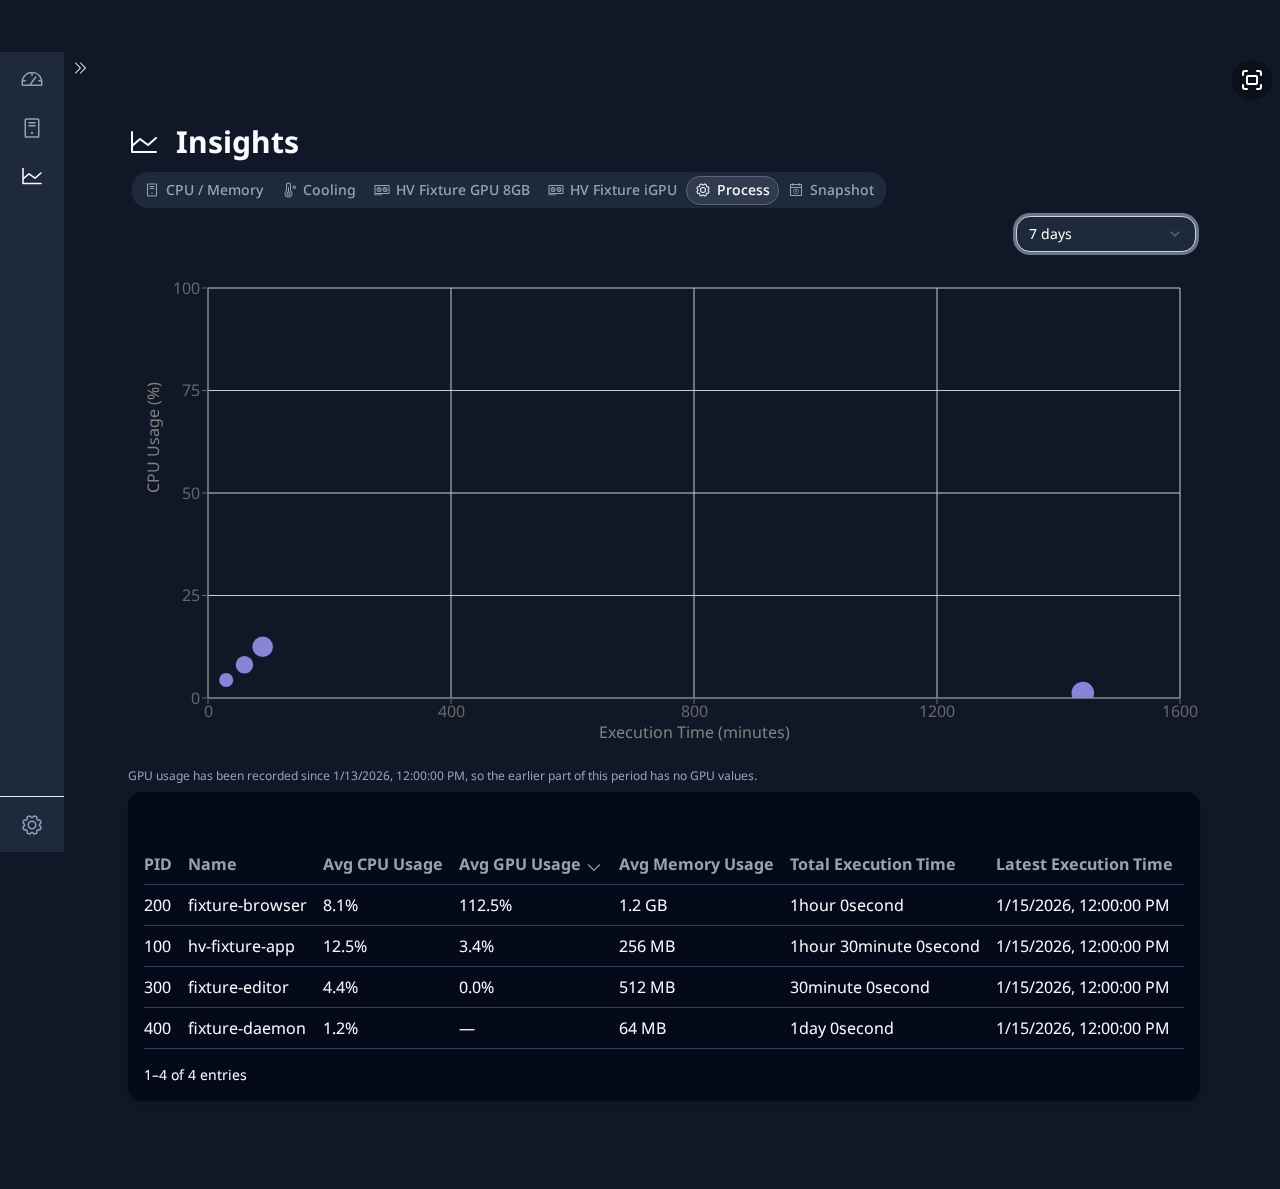 Insights
CPU / Memory Cooling HV Fixture GPU 8GB HV Fixture iGPU Process Snapshot
7 days
100
75
50
25
0
CPU Usage (%)
0 400 800 1200 1600
Execution Time (minutes)
GPU usage has been recorded since 1/13/2026, 12:00:00 PM, so the earlier part of this period has no GPU values.
PID Name Avg CPU Usage Avg GPU Usage Avg Memory Usage Total Execution Time Latest Execution Time
200 fixture-browser 8.1% 112.5% 1.2 GB 1hour 0second 1/15/2026, 12:00:00 PM
100 hv-fixture-app 12.5% 3.4% 256 MB 1hour 30minute 0second 1/15/2026, 12:00:00 PM
300 fixture-editor 4.4% 0.0% 512 MB 30minute 0second 1/15/2026, 12:00:00 PM
400 fixture-daemon 1.2% — 64 MB 1day 0second 1/15/2026, 12:00:00 PM
1–4 of 4 entries